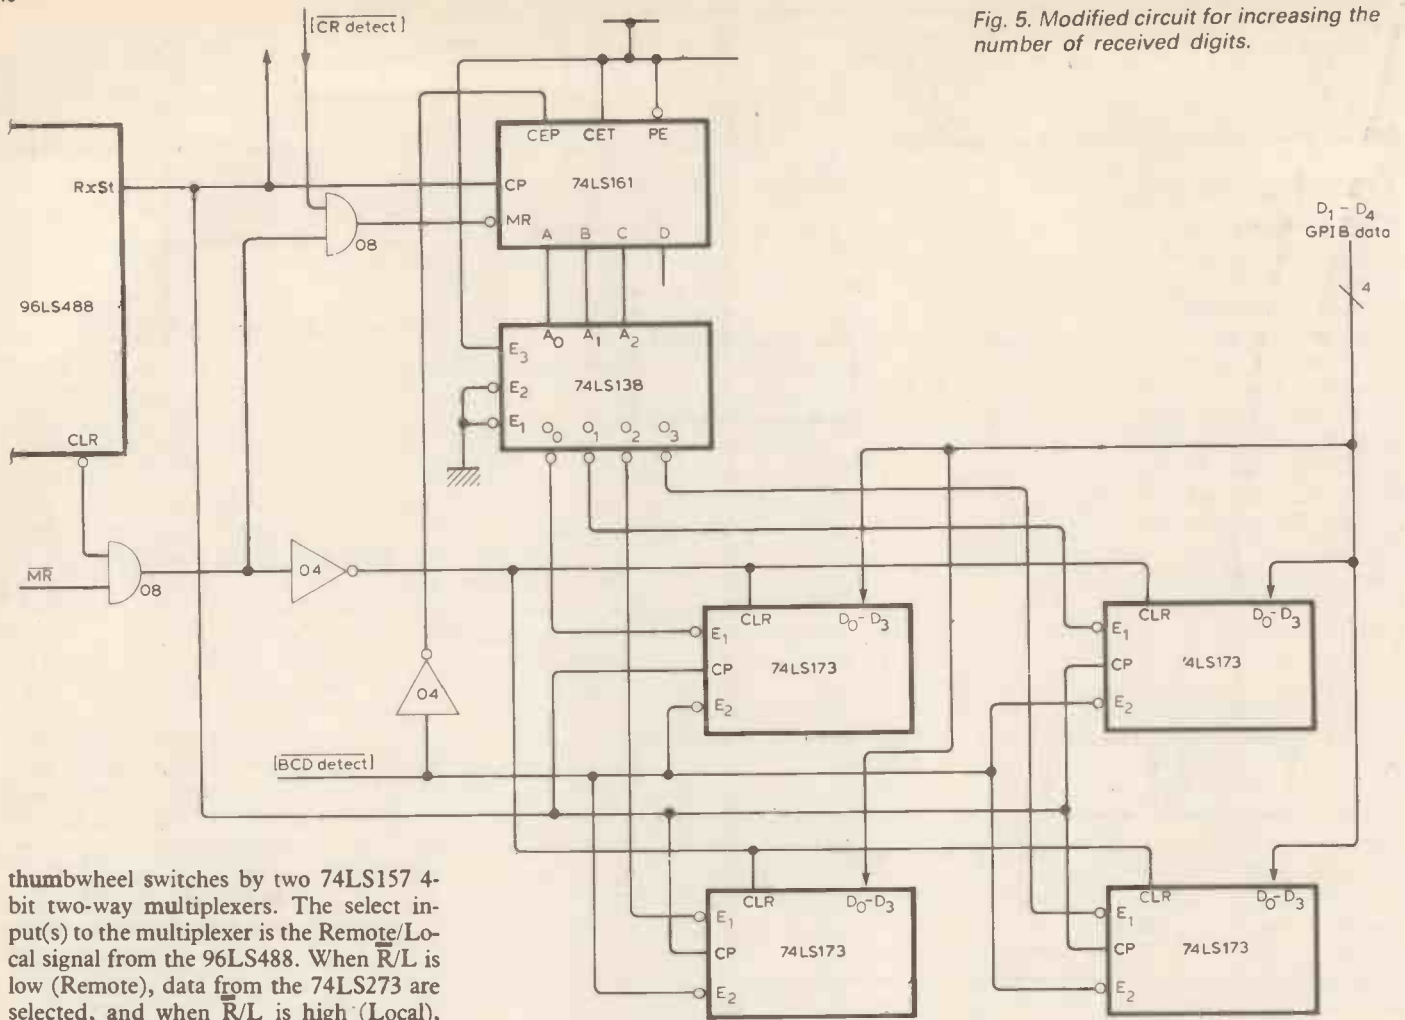 Fig. 5. Modified circuit for increasing the
number of received digits.
[CR detect]
CEP CET PE
RxSt
CP
74LS161
MR
08
A B C D
D1 – D4
GPIB data
4
96LS488
A0 A1 A2
E3
74LS138
E2
E1
O0 O1 O2 O3
CLR
MR
08
04
CLR D0-D3
E1
74LS173
CP
E2
CLR D0-D3
E1
'4LS173
CP
E2
04
[BCD detect]
CLR D0-D3
E1
CP
74LS173
E2
CLR D0-D3
E1
CP
74LS173
E2
thumbwheel switches by two 74LS157 4-
bit two-way multiplexers. The select in-
put(s) to the multiplexer is the Remote/Lo-
cal signal from the 96LS488. When R̅/L is
low (Remote), data from the 74LS273 are
selected, and when R̅/L is high (Local),